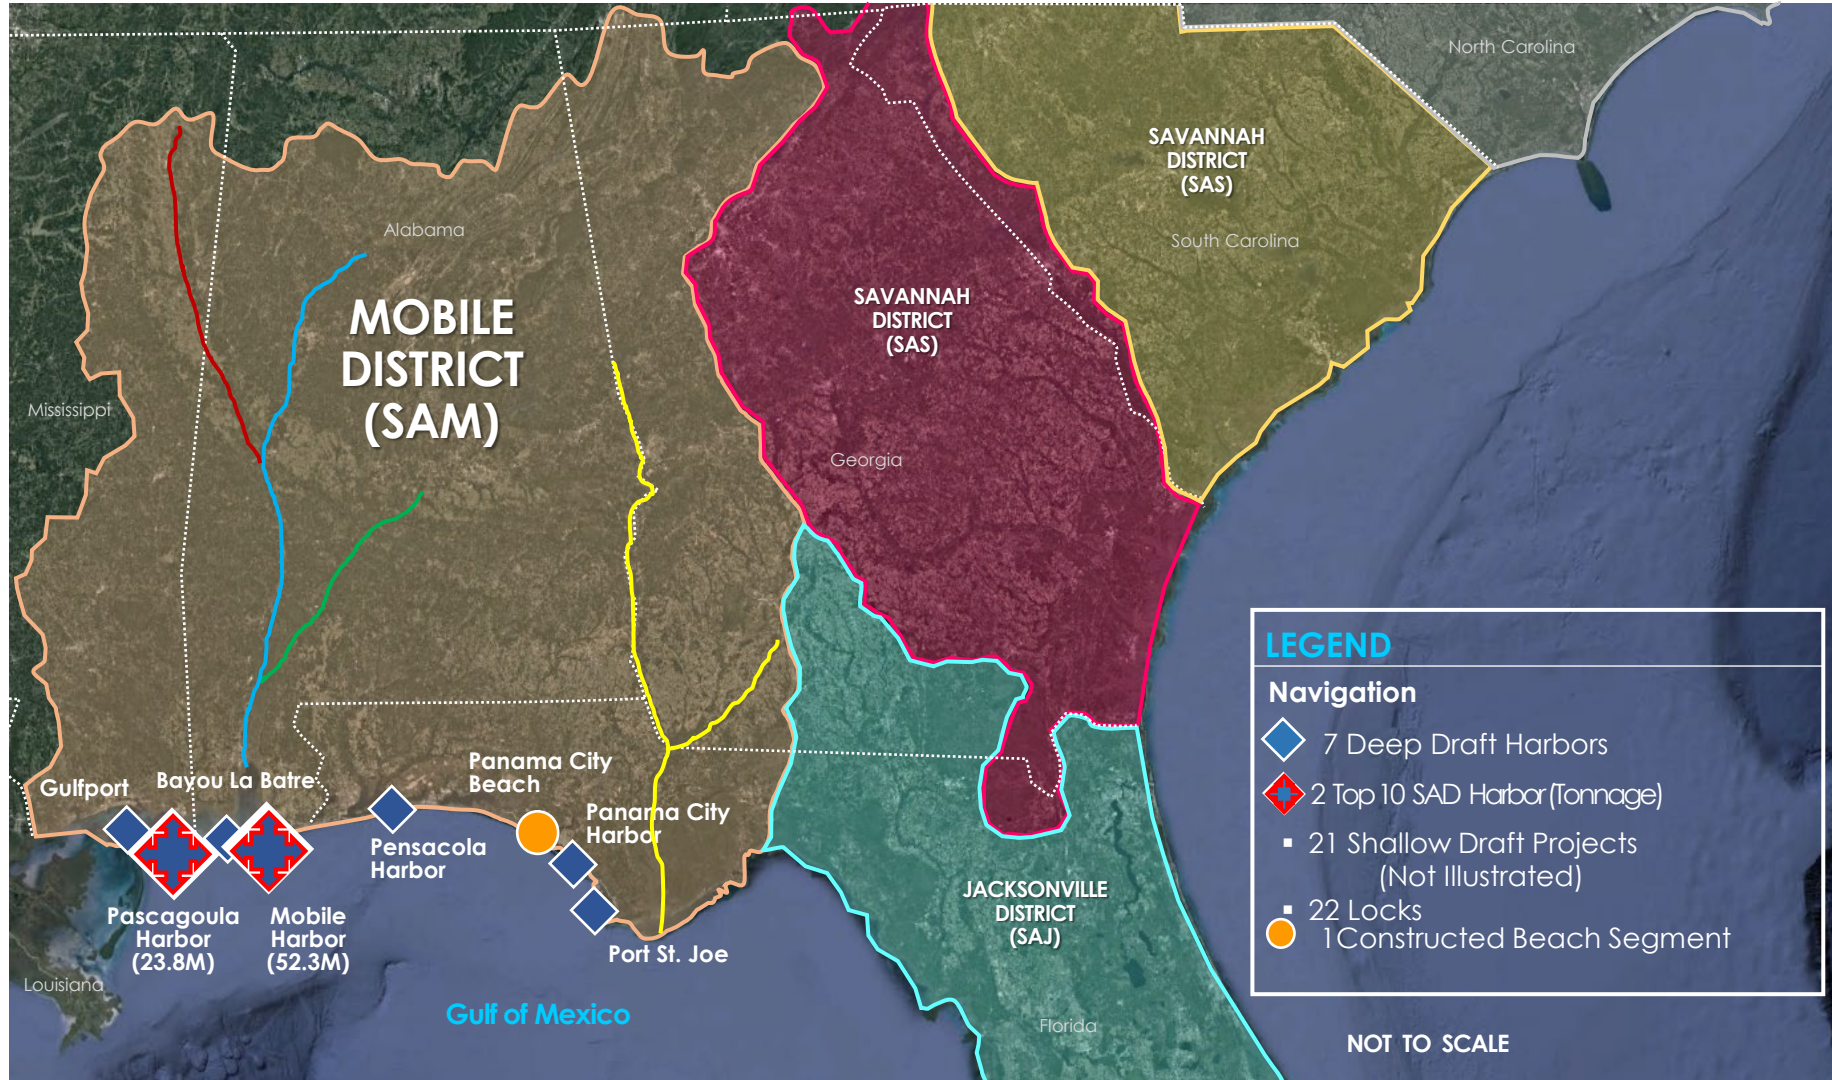 North Carolina
SAVANNAH
DISTRICT
(SAS)
South Carolina
Alabama
MOBILE
DISTRICT
(SAM)
SAVANNAH
DISTRICT
(SAS)
Mississippi
Georgia
Gulfport
Bayou La Batre
Panama City
Beach
Panama City
Harbor
Pensacola
Harbor
Pascagoula
Harbor
(23.8M)
Mobile
Harbor
(52.3M)
Port St. Joe
Louisiana
Gulf of Mexico
JACKSONVILLE
DISTRICT
(SAJ)
Florida
LEGEND
Navigation
7 Deep Draft Harbors
2 Top 10 SAD Harbor (Tonnage)
▪ 21 Shallow Draft Projects
(Not Illustrated)
▪ 22 Locks
1 Constructed Beach Segment
NOT TO SCALE